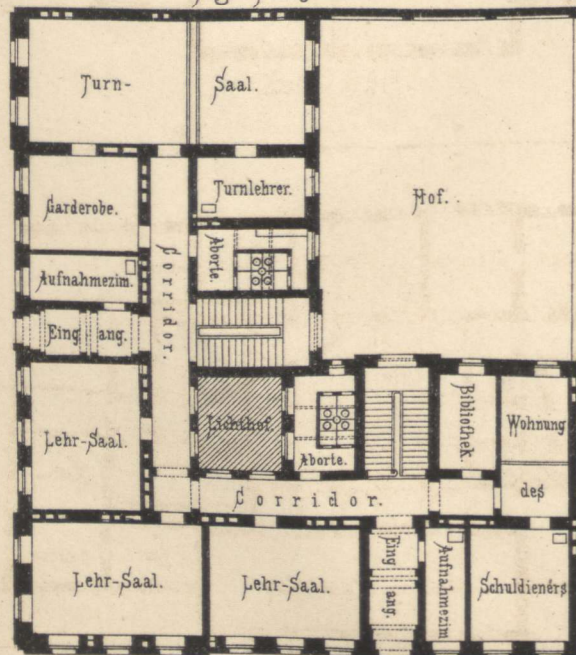 Turn-
Saal.
Turnlehrer.
Hof.
Garderobe.
Corridor.
Aborte.
Aufnahmezim.
Eing
ang.
Lehr-Saal.
Lichthof.
Aborte.
Bibliothek.
Wohnung
Corridor.
des
Lehr-Saal.
Lehr-Saal.
Eing
ang.
Aufnahmezim
Schuldieners